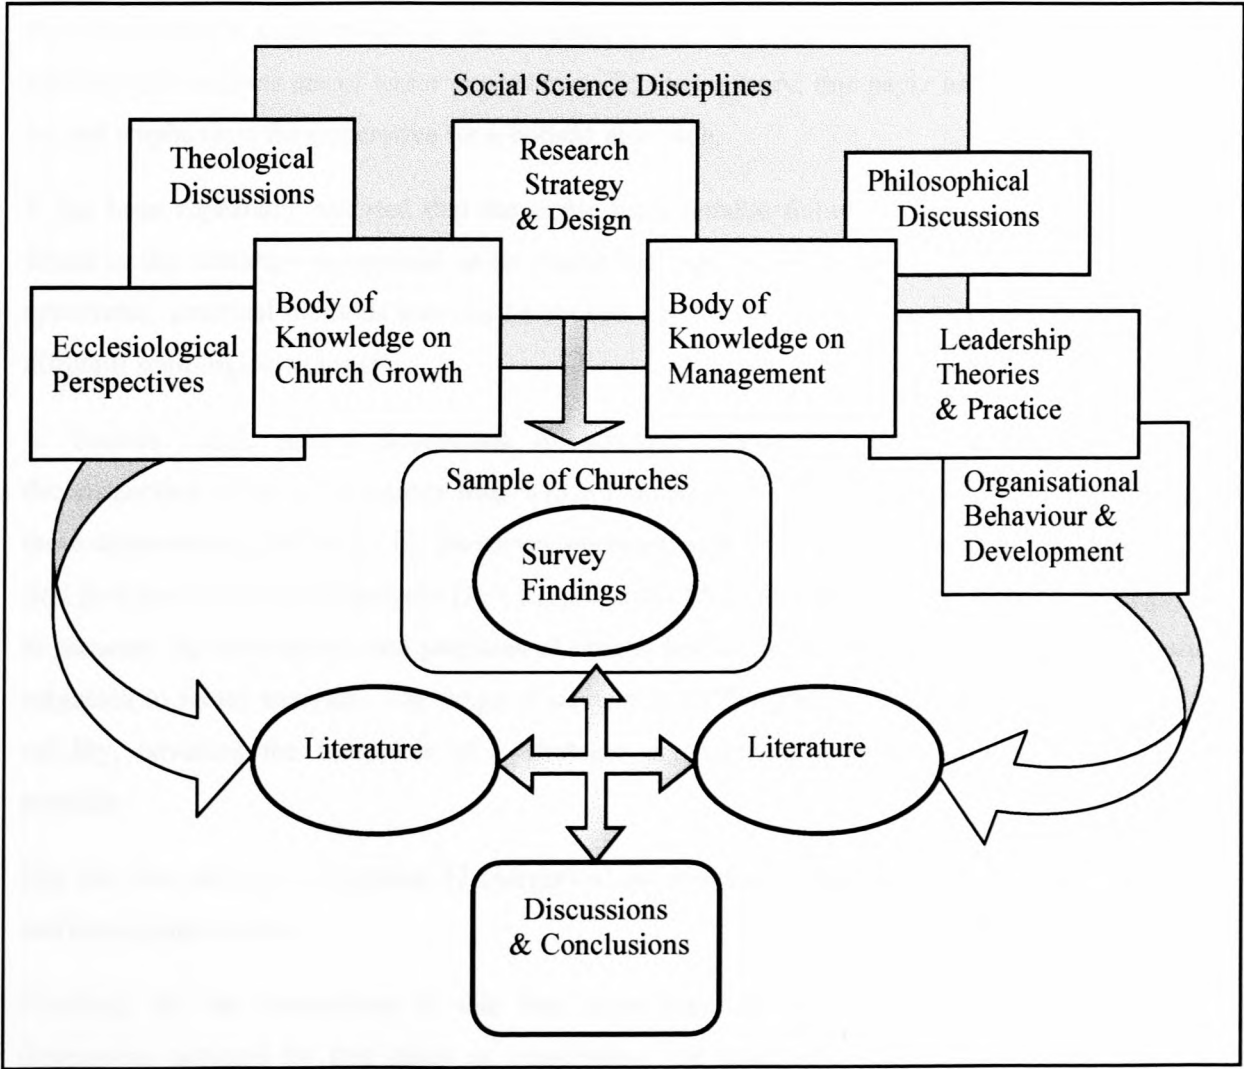 Social Science Disciplines
Theological
Discussions
Research
Strategy
& Design
Philosophical
Discussions
Ecclesiological
Perspectives
Body of
Knowledge on
Church Growth
Body of
Knowledge on
Management
Leadership
Theories
& Practice
Organisational
Behaviour &
Development
Sample of Churches
Survey
Findings
Literature
Literature
Discussions
& Conclusions